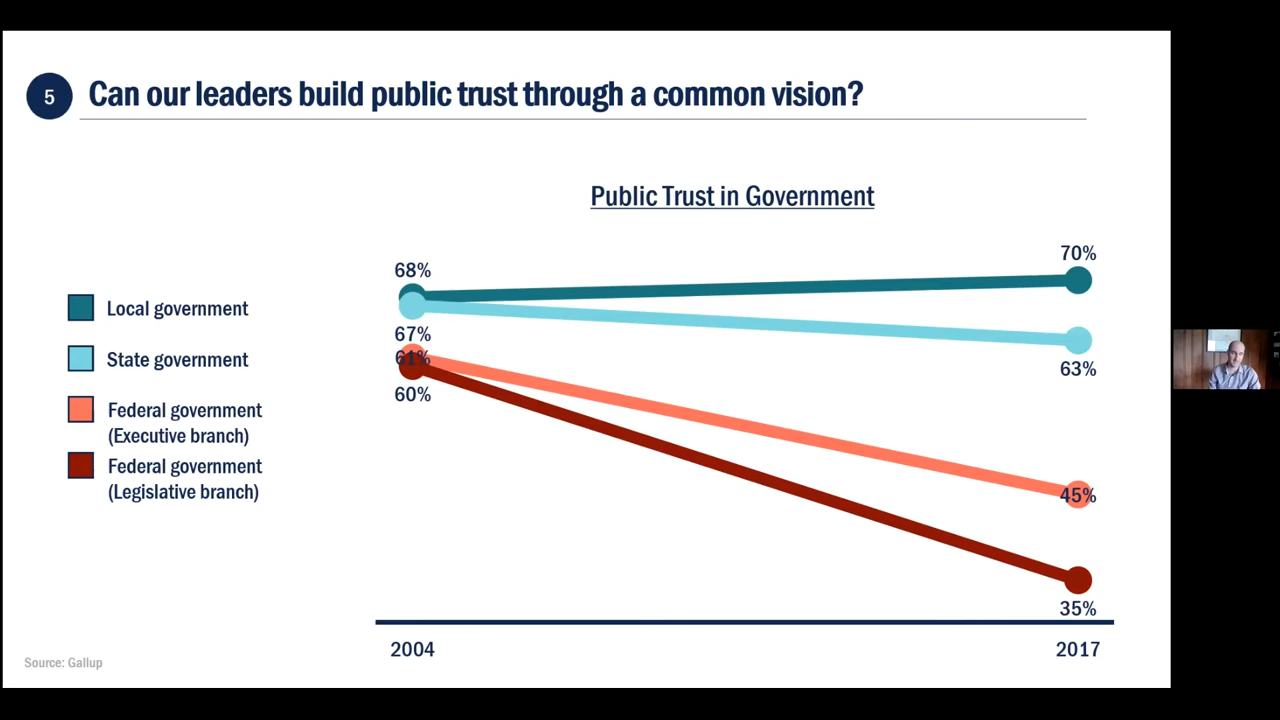 5
Can our leaders build public trust through a common vision?
Public Trust in Government
Local government
State government
Federal government
(Executive branch)
Federal government
(Legislative branch)
68%
67%
61%
60%
70%
63%
45%
35%
2004
2017
Source: Gallup